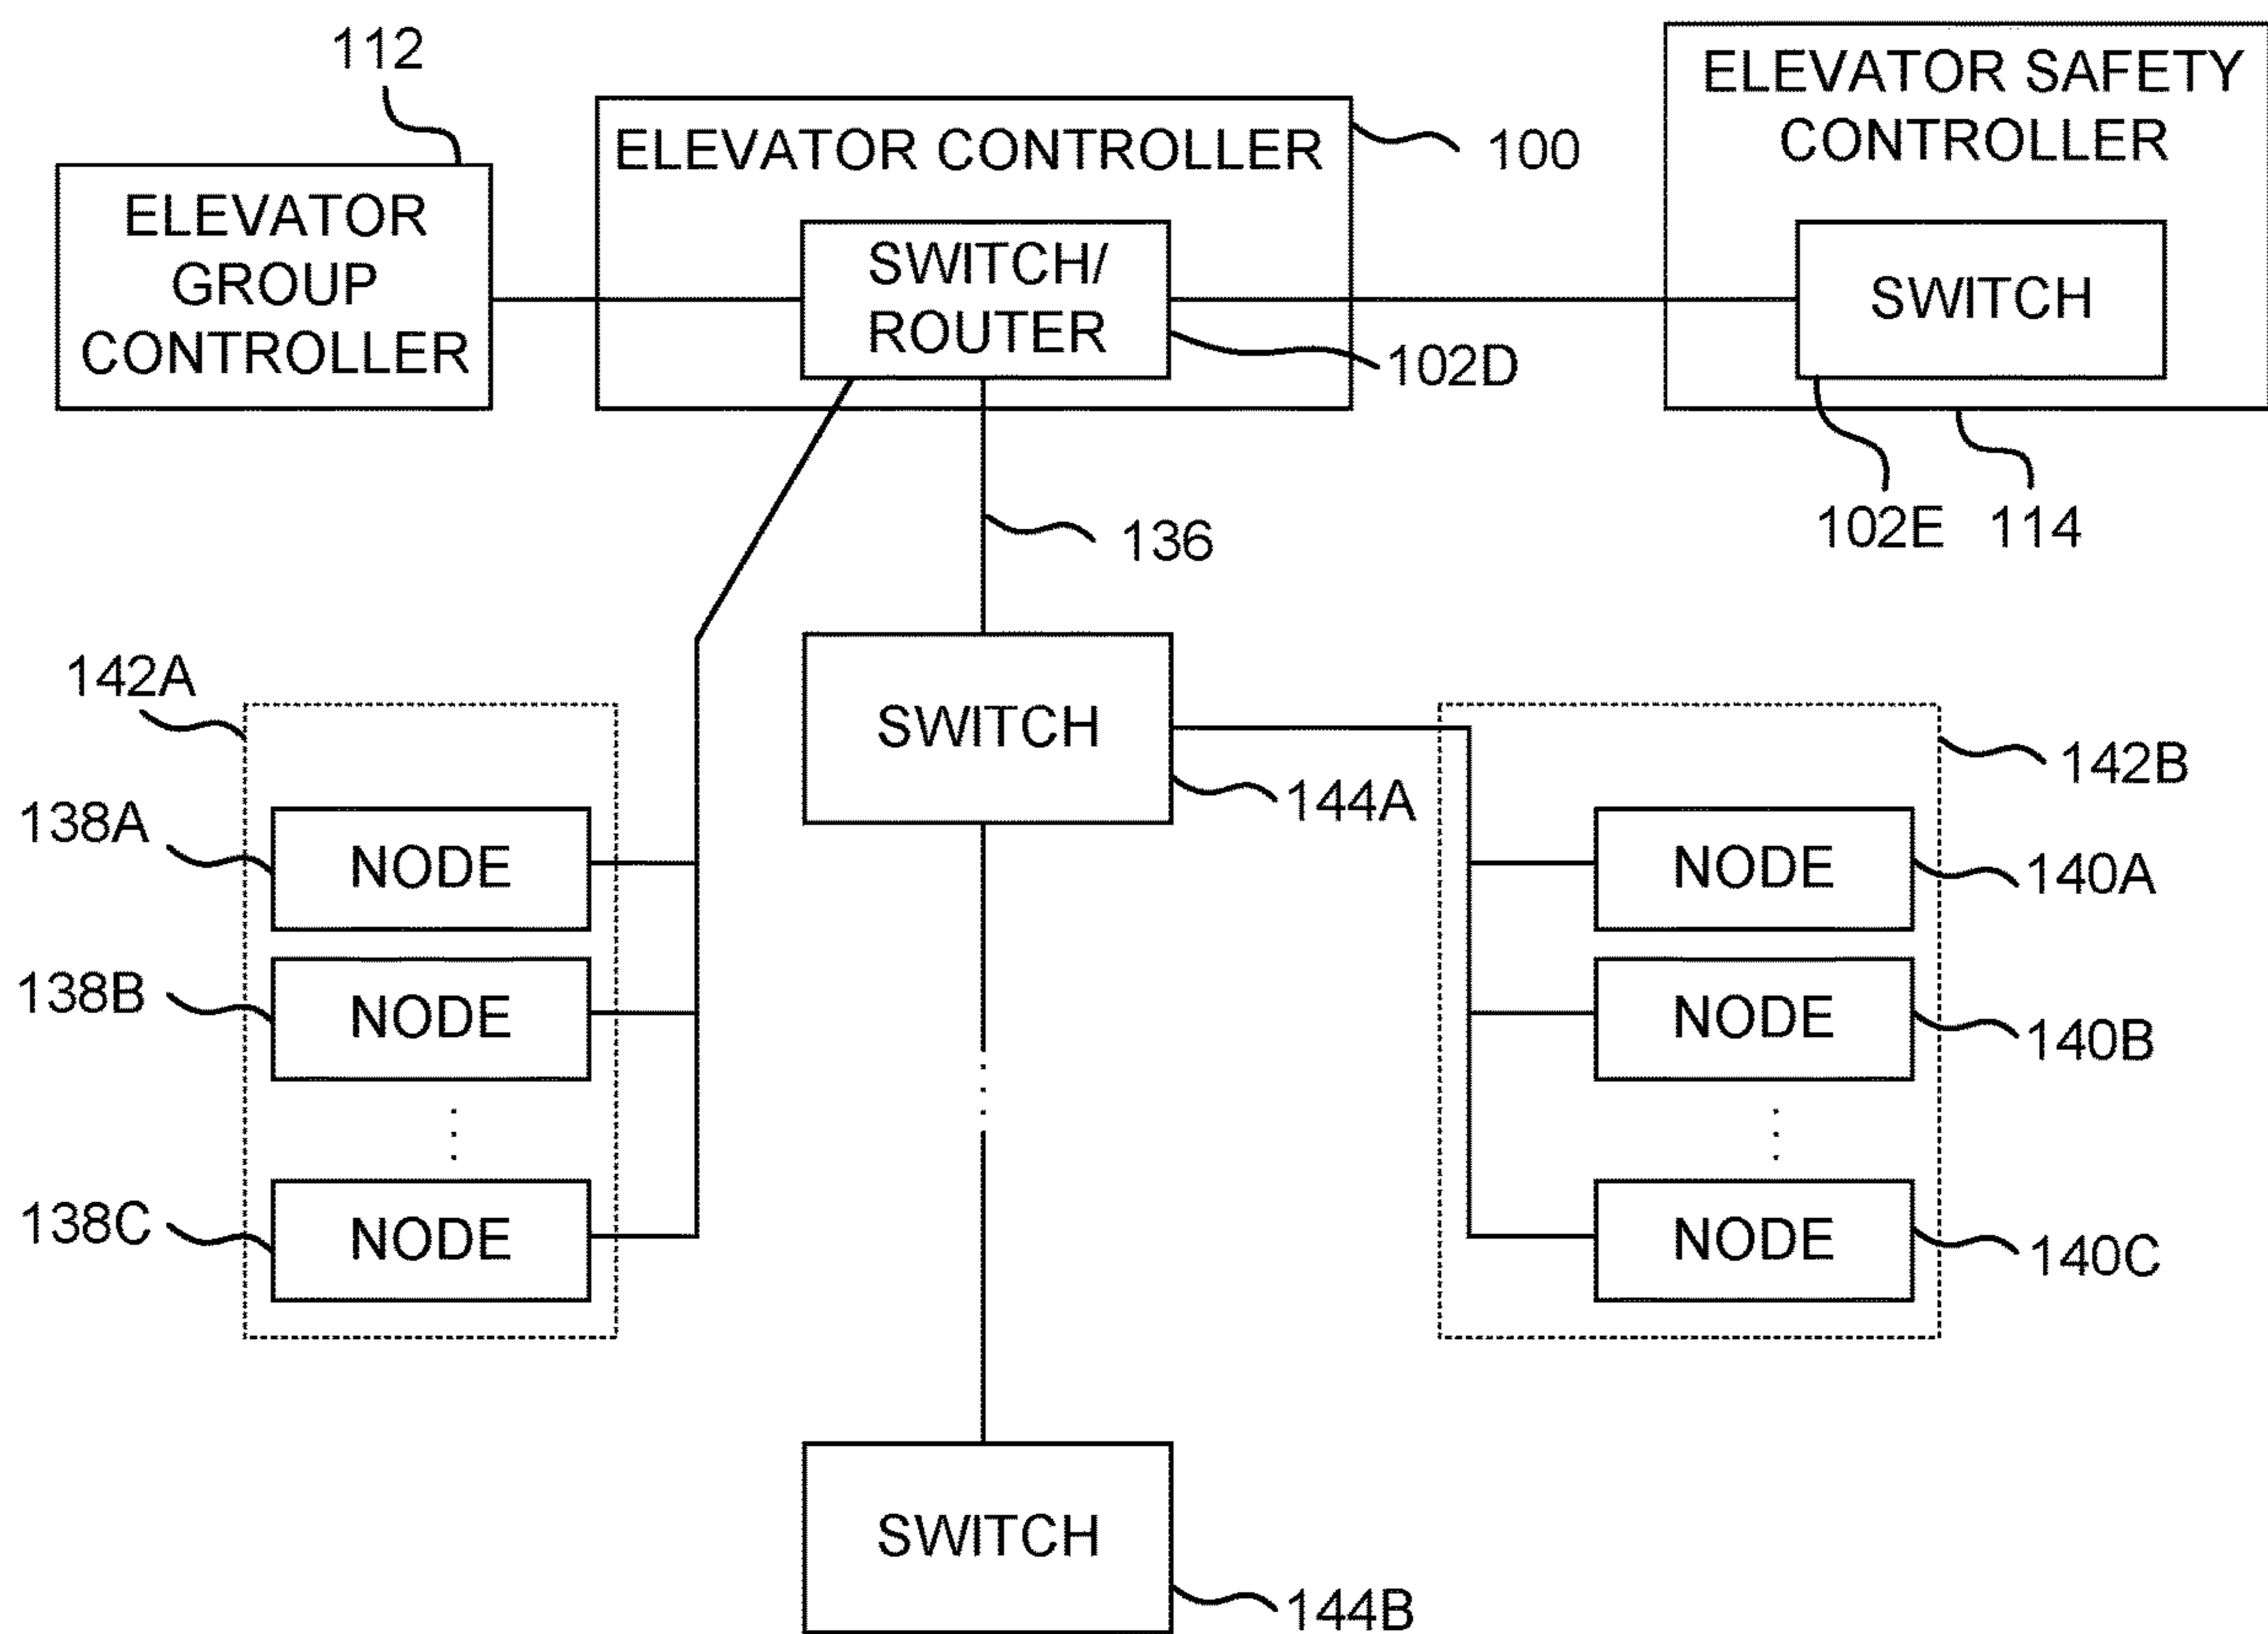 112
ELEVATOR SAFETY
CONTROLLER
ELEVATOR CONTROLLER
100
ELEVATOR
GROUP
CONTROLLER
SWITCH/
ROUTER
SWITCH
102D
102E
114
136
142A
SWITCH
142B
144A
138A
NODE
NODE
140A
138B
NODE
NODE
140B
138C
NODE
NODE
140C
SWITCH
144B